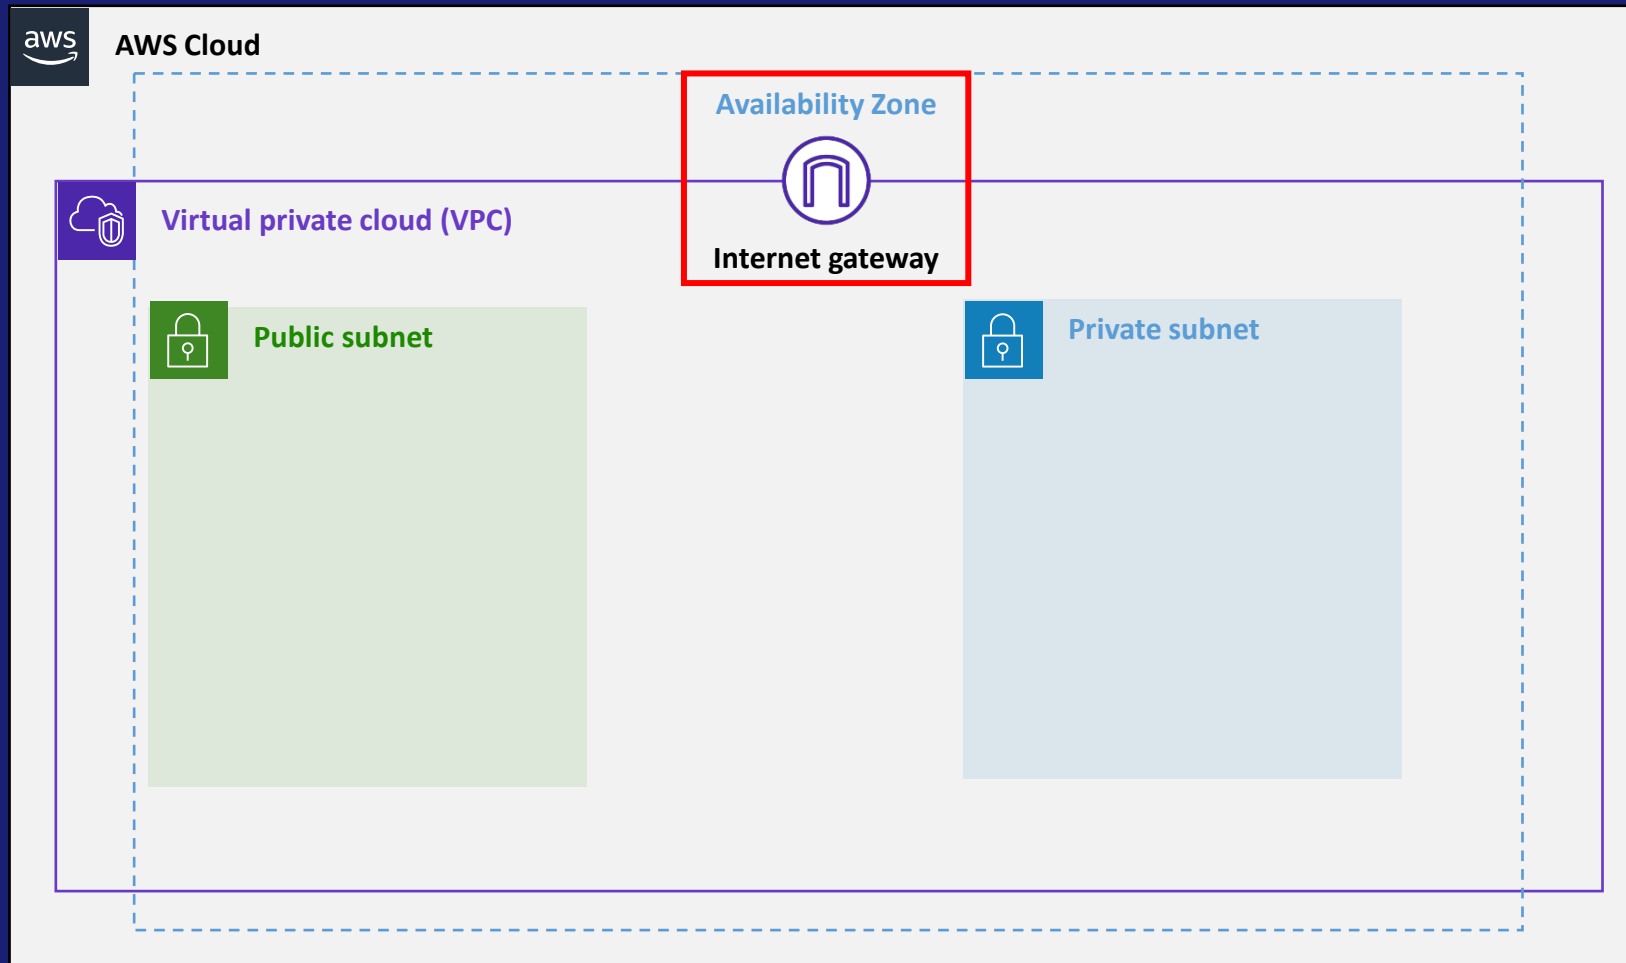 aws
AWS Cloud
Availability Zone
Virtual private cloud (VPC)
Internet gateway
Public subnet
Private subnet